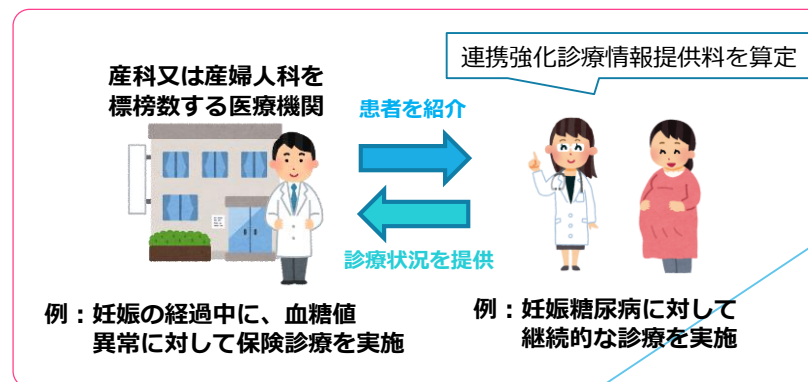 連携強化診療情報提供料を算定
産科又は産婦人科を
標榜数する医療機関
患者を紹介
診療状況を提供
例：妊娠の経過中に、血糖値
異常に対して保険診療を実施
例：妊娠糖尿病に対して
継続的な診療を実施